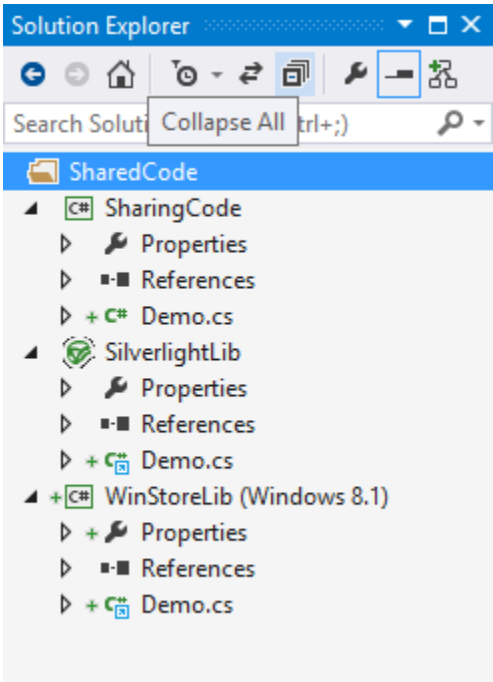 Solution Explorer
Search Soluti Collapse All trl+;)
SharedCode
C# SharingCode
Properties
References
+ C# Demo.cs
SilverlightLib
Properties
References
+ C# Demo.cs
+ C# WinStoreLib (Windows 8.1)
+ Properties
References
+ C# Demo.cs